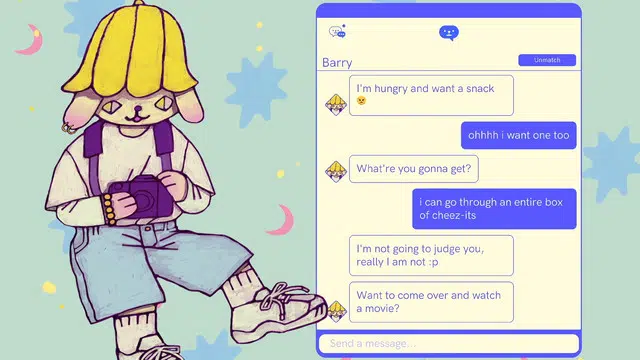 Barry
Unmatch
I'm hungry and want a snack
😕
ohhhh i want one too
What're you gonna get?
i can go through an entire box
of cheez-its
I'm not going to judge you,
really I am not :p
Want to come over and watch
a movie?
Send a message...